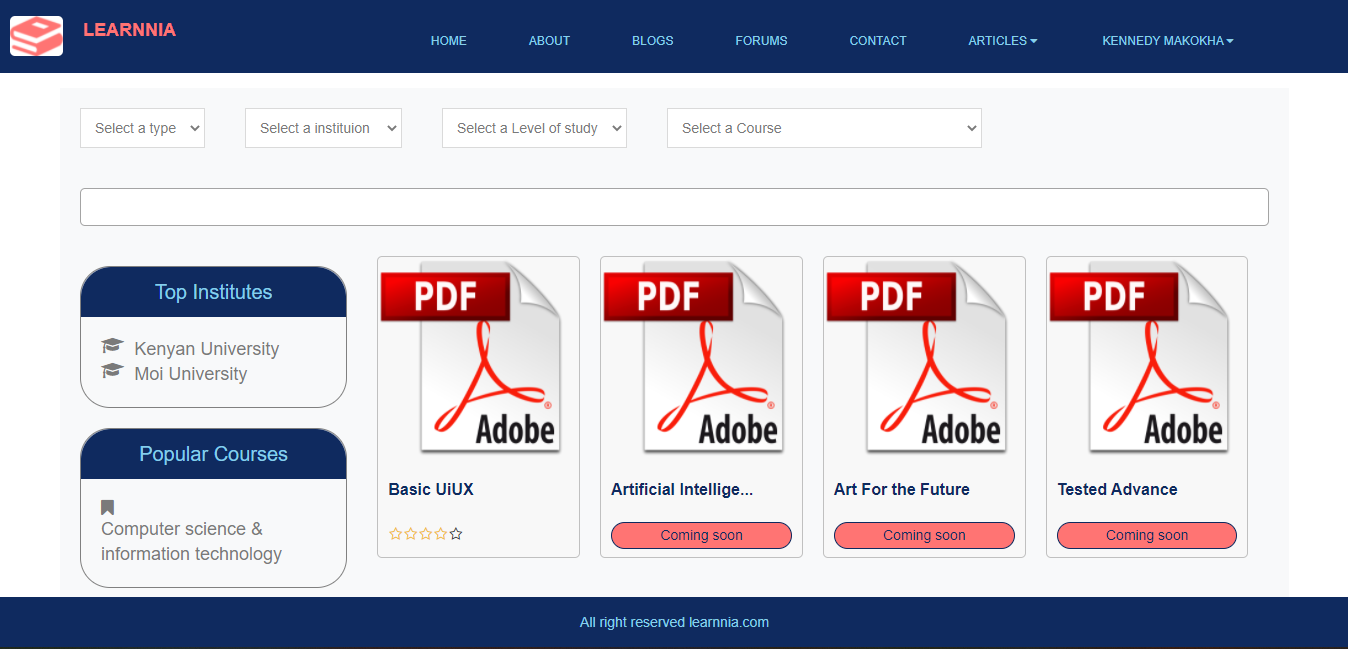 LEARNNIA
HOME ABOUT BLOGS FORUMS CONTACT ARTICLES KENNEDY MAKOKHA
Select a type Select a instituion Select a Level of study Select a Course
Top Institutes
Kenyan University
Moi University
Popular Courses
Computer science &
information technology
PDF
Adobe
Basic UiUX
PDF
Adobe
Artificial Intellige...
Coming soon
PDF
Adobe
Art For the Future
Coming soon
PDF
Adobe
Tested Advance
Coming soon
All right reserved learnnia.com